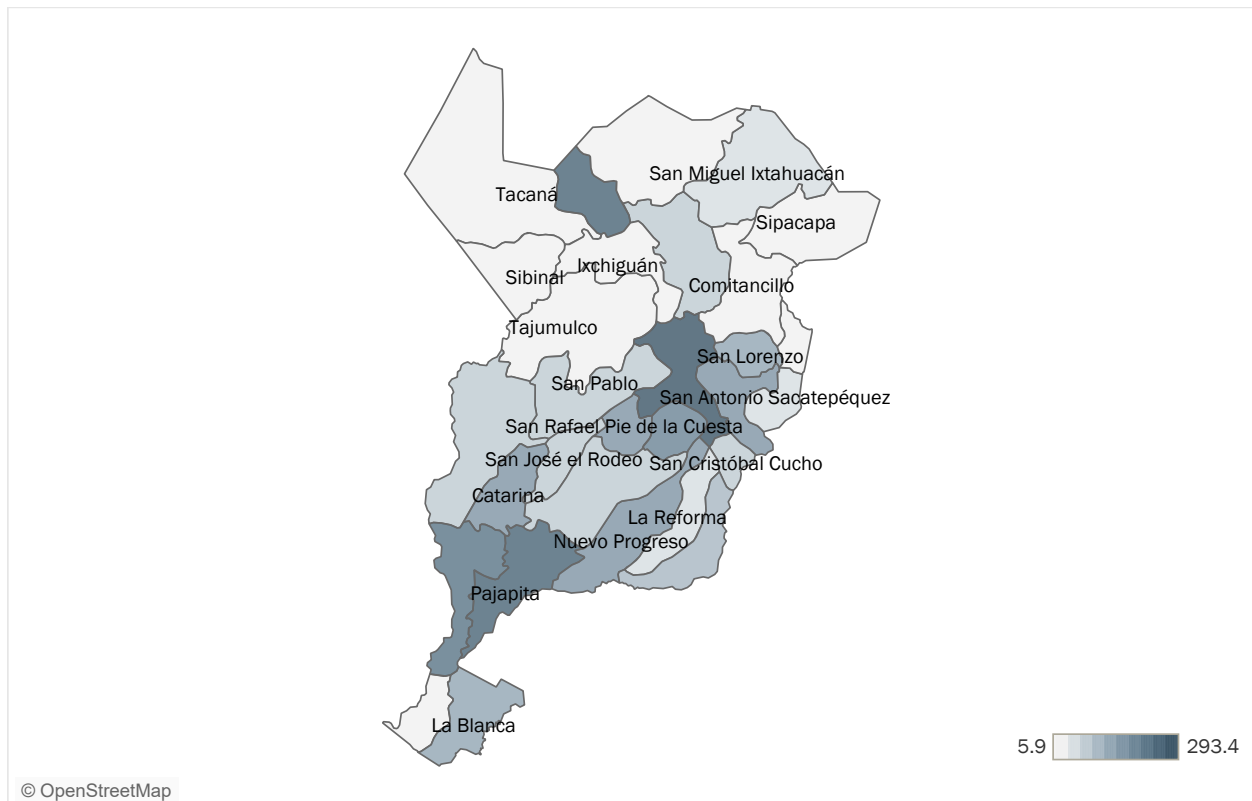 San Miguel Ixtahuacán
Tacaná
Sipacapa
Ixchiguán
Sibinal
Comitancillo
Tajumulco
San Lorenzo
San Pablo
San Antonio Sacatepéquez
San Rafael Pie de la Cuesta
San José el Rodeo
San Cristóbal Cucho
Catarina
La Reforma
Nuevo Progreso
Pajapita
La Blanca
5.9 293.4
© OpenStreetMap